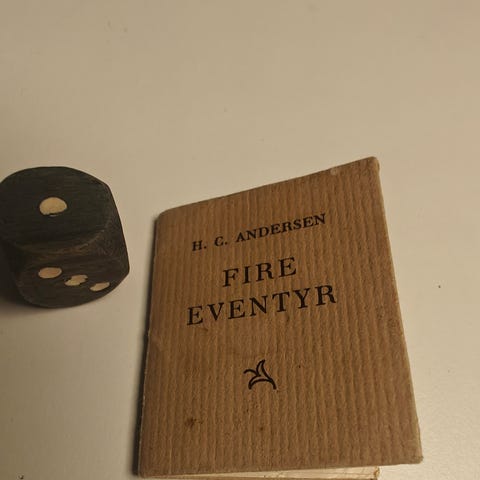 H. C. ANDERSEN
FIRE
EVENTYR